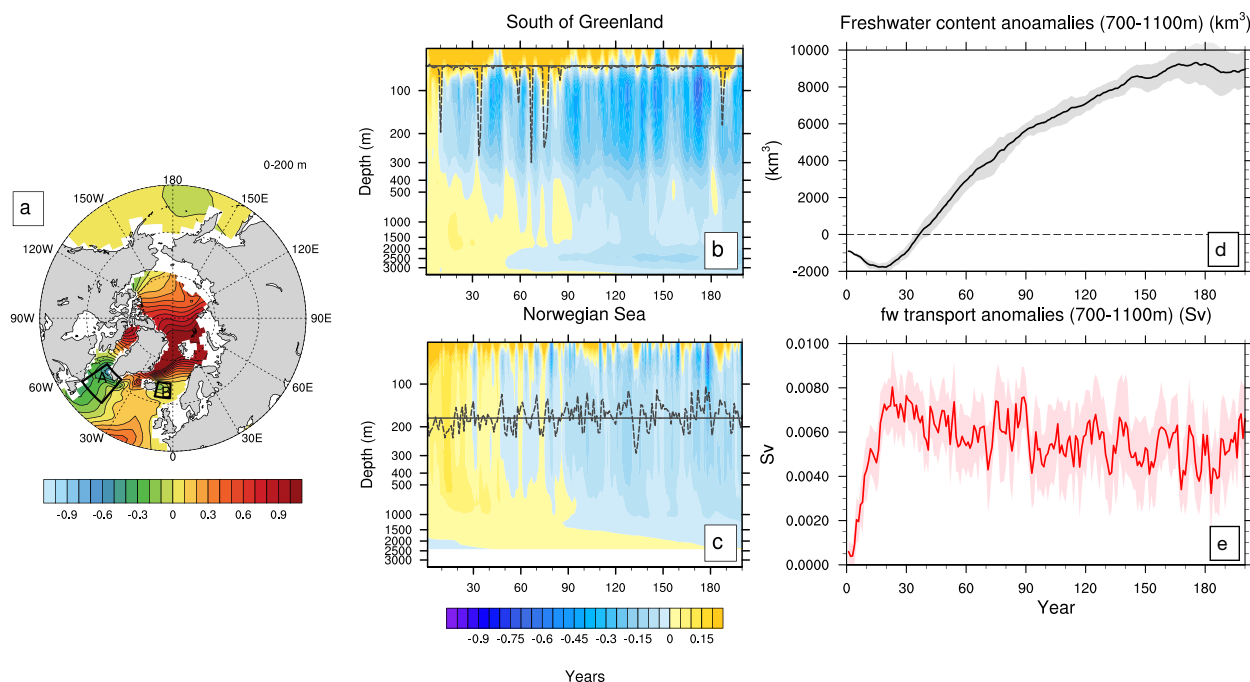 a
0-200 m
180
150W
150E
120W
120E
90W
90E
60W
60E
30W
30E
0
A
B
-0.9 -0.6 -0.3 0 0.3 0.6 0.9
South of Greenland
Depth (m)
100
200
300
400
500
1000
1500
2000
2500
3000
b
30 60 90 120 150 180
Norwegian Sea
Depth (m)
100
200
300
400
500
1000
1500
2000
2500
3000
c
30 60 90 120 150 180
-0.9 -0.75 -0.6 -0.45 -0.3 -0.15 0 0.15
Years
Freshwater content anoamalies (700-1100m) (km³)
(km³)
10000
8000
6000
4000
2000
0
-2000
d
0 30 60 90 120 150 180
fw transport anomalies (700-1100m) (Sv)
Sv
0.0100
0.0080
0.0060
0.0040
0.0020
0.0000
e
0 30 60 90 120 150 180
Year